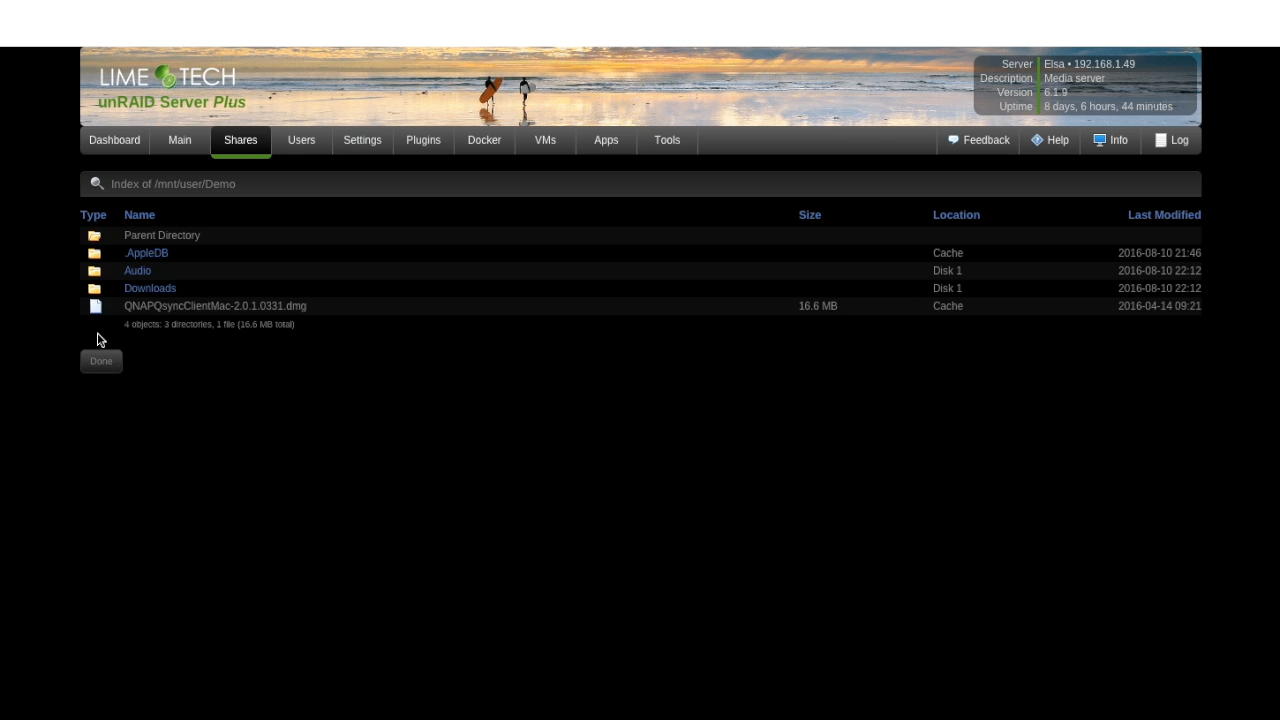 LIME TECH
unRAID Server Plus
Server Elsa • 192.168.1.49
Description Media server
Version 6.1.9
Uptime 8 days, 6 hours, 44 minutes
Dashboard Main Shares Users Settings Plugins Docker VMs Apps Tools Feedback Help Info Log
Index of /mnt/user/Demo
Type Name Size Location Last Modified
Parent Directory
.AppleDB Cache 2016-08-10 21:46
Audio Disk 1 2016-08-10 22:12
Downloads Disk 1 2016-08-10 22:12
QNAPQsyncClientMac-2.0.1.0331.dmg 16.6 MB Cache 2016-04-14 09:21
4 objects: 3 directories, 1 file (16.6 MB total)
Done